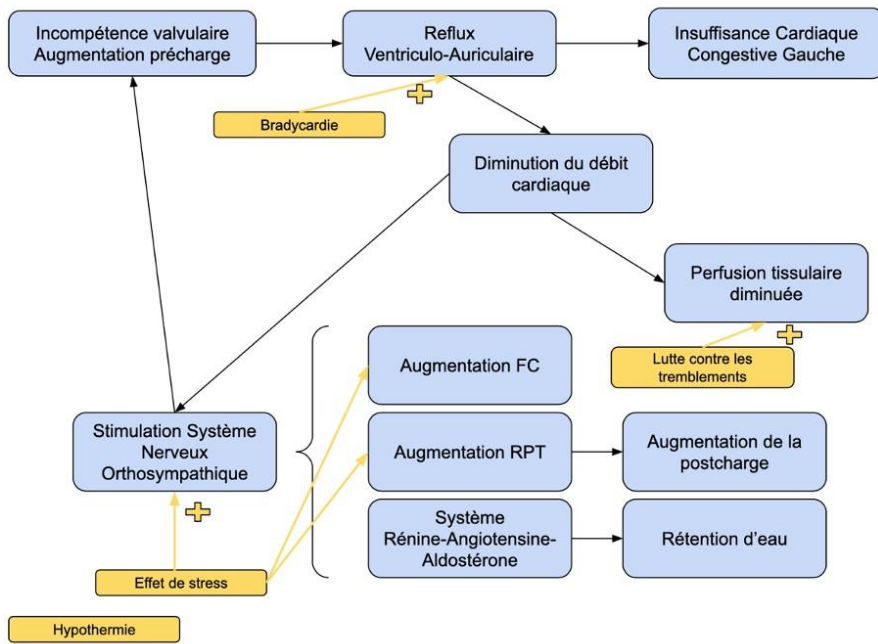 Incompétence valvulaire
Augmentation précharge
Reflux
Ventriculo-Auriculaire
Insuffisance Cardiaque
Congestive Gauche
Bradycardie
Diminution du débit
cardiaque
Perfusion tissulaire
diminuée
Lutte contre les
tremblements
Augmentation FC
Stimulation Système
Nerveux
Orthosympathique
Augmentation RPT
Augmentation de la
postcharge
Système
Rénine-Angiotensine-
Aldostérone
Rétention d'eau
Effet de stress
Hypothermie